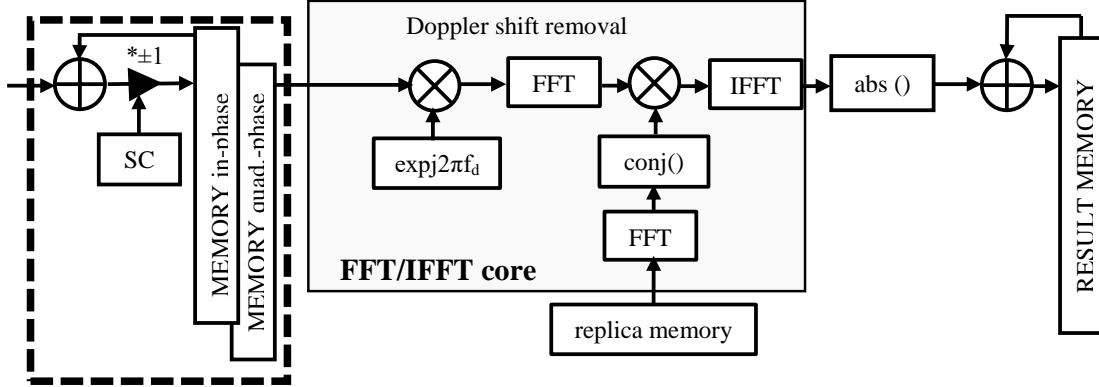 Doppler shift removal
*±1
SC
MEMORY in-phase
MEMORY quad.-phase
FFT
IFFT
abs ()
expj2πfd
conj()
FFT
FFT/IFFT core
replica memory
RESULT MEMORY